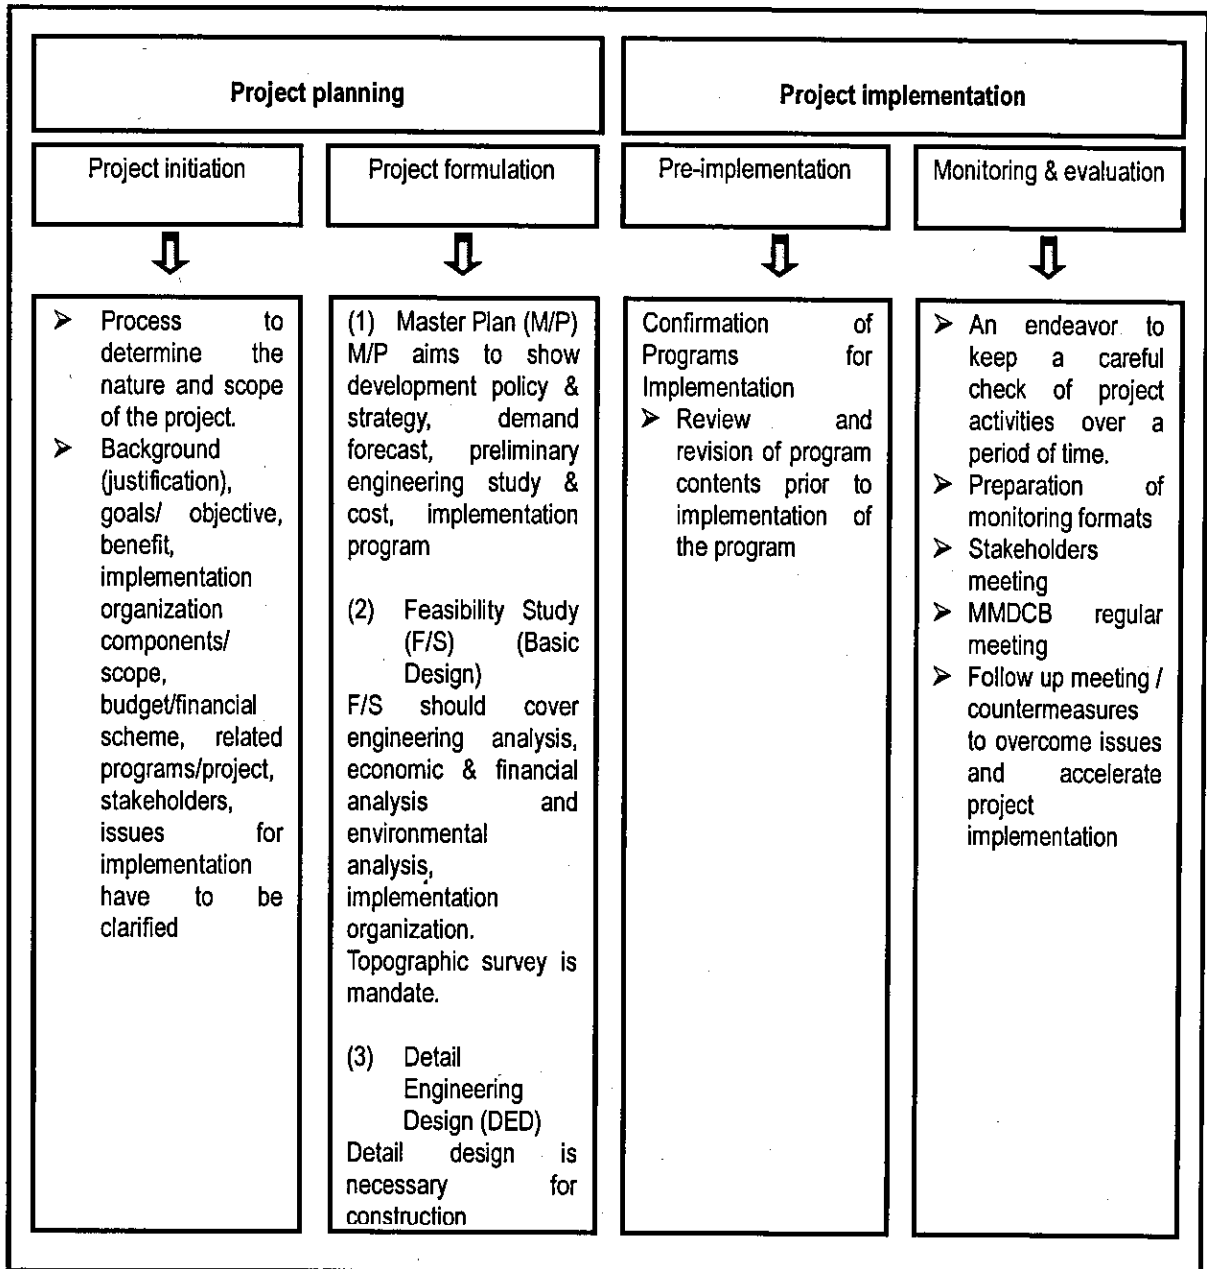 Project planning
Project implementation
Project initiation
Project formulation
Pre-implementation
Monitoring & evaluation
➢ Process to
determine the
nature and scope
of the project.
➢ Background
(justification),
goals/ objective,
benefit,
implementation
organization
components/
scope,
budget/financial
scheme, related
programs/project,
stakeholders,
issues for
implementation
have to be
clarified
(1) Master Plan (M/P)
M/P aims to show
development policy &
strategy, demand
forecast, preliminary
engineering study &
cost, implementation
program
(2) Feasibility Study
(F/S) (Basic
Design)
F/S should cover
engineering analysis,
economic & financial
analysis and
environmental
analysis,
implementation
organization.
Topographic survey is
mandate.
(3) Detail
Engineering
Design (DED)
Detail design is
necessary for
construction
Confirmation of
Programs for
Implementation
➢ Review and
revision of program
contents prior to
implementation of
the program
➢ An endeavor to
keep a careful
check of project
activities over a
period of time.
➢ Preparation of
monitoring formats
➢ Stakeholders
meeting
➢ MMDCB regular
meeting
➢ Follow up meeting /
countermeasures
to overcome issues
and accelerate
project
implementation